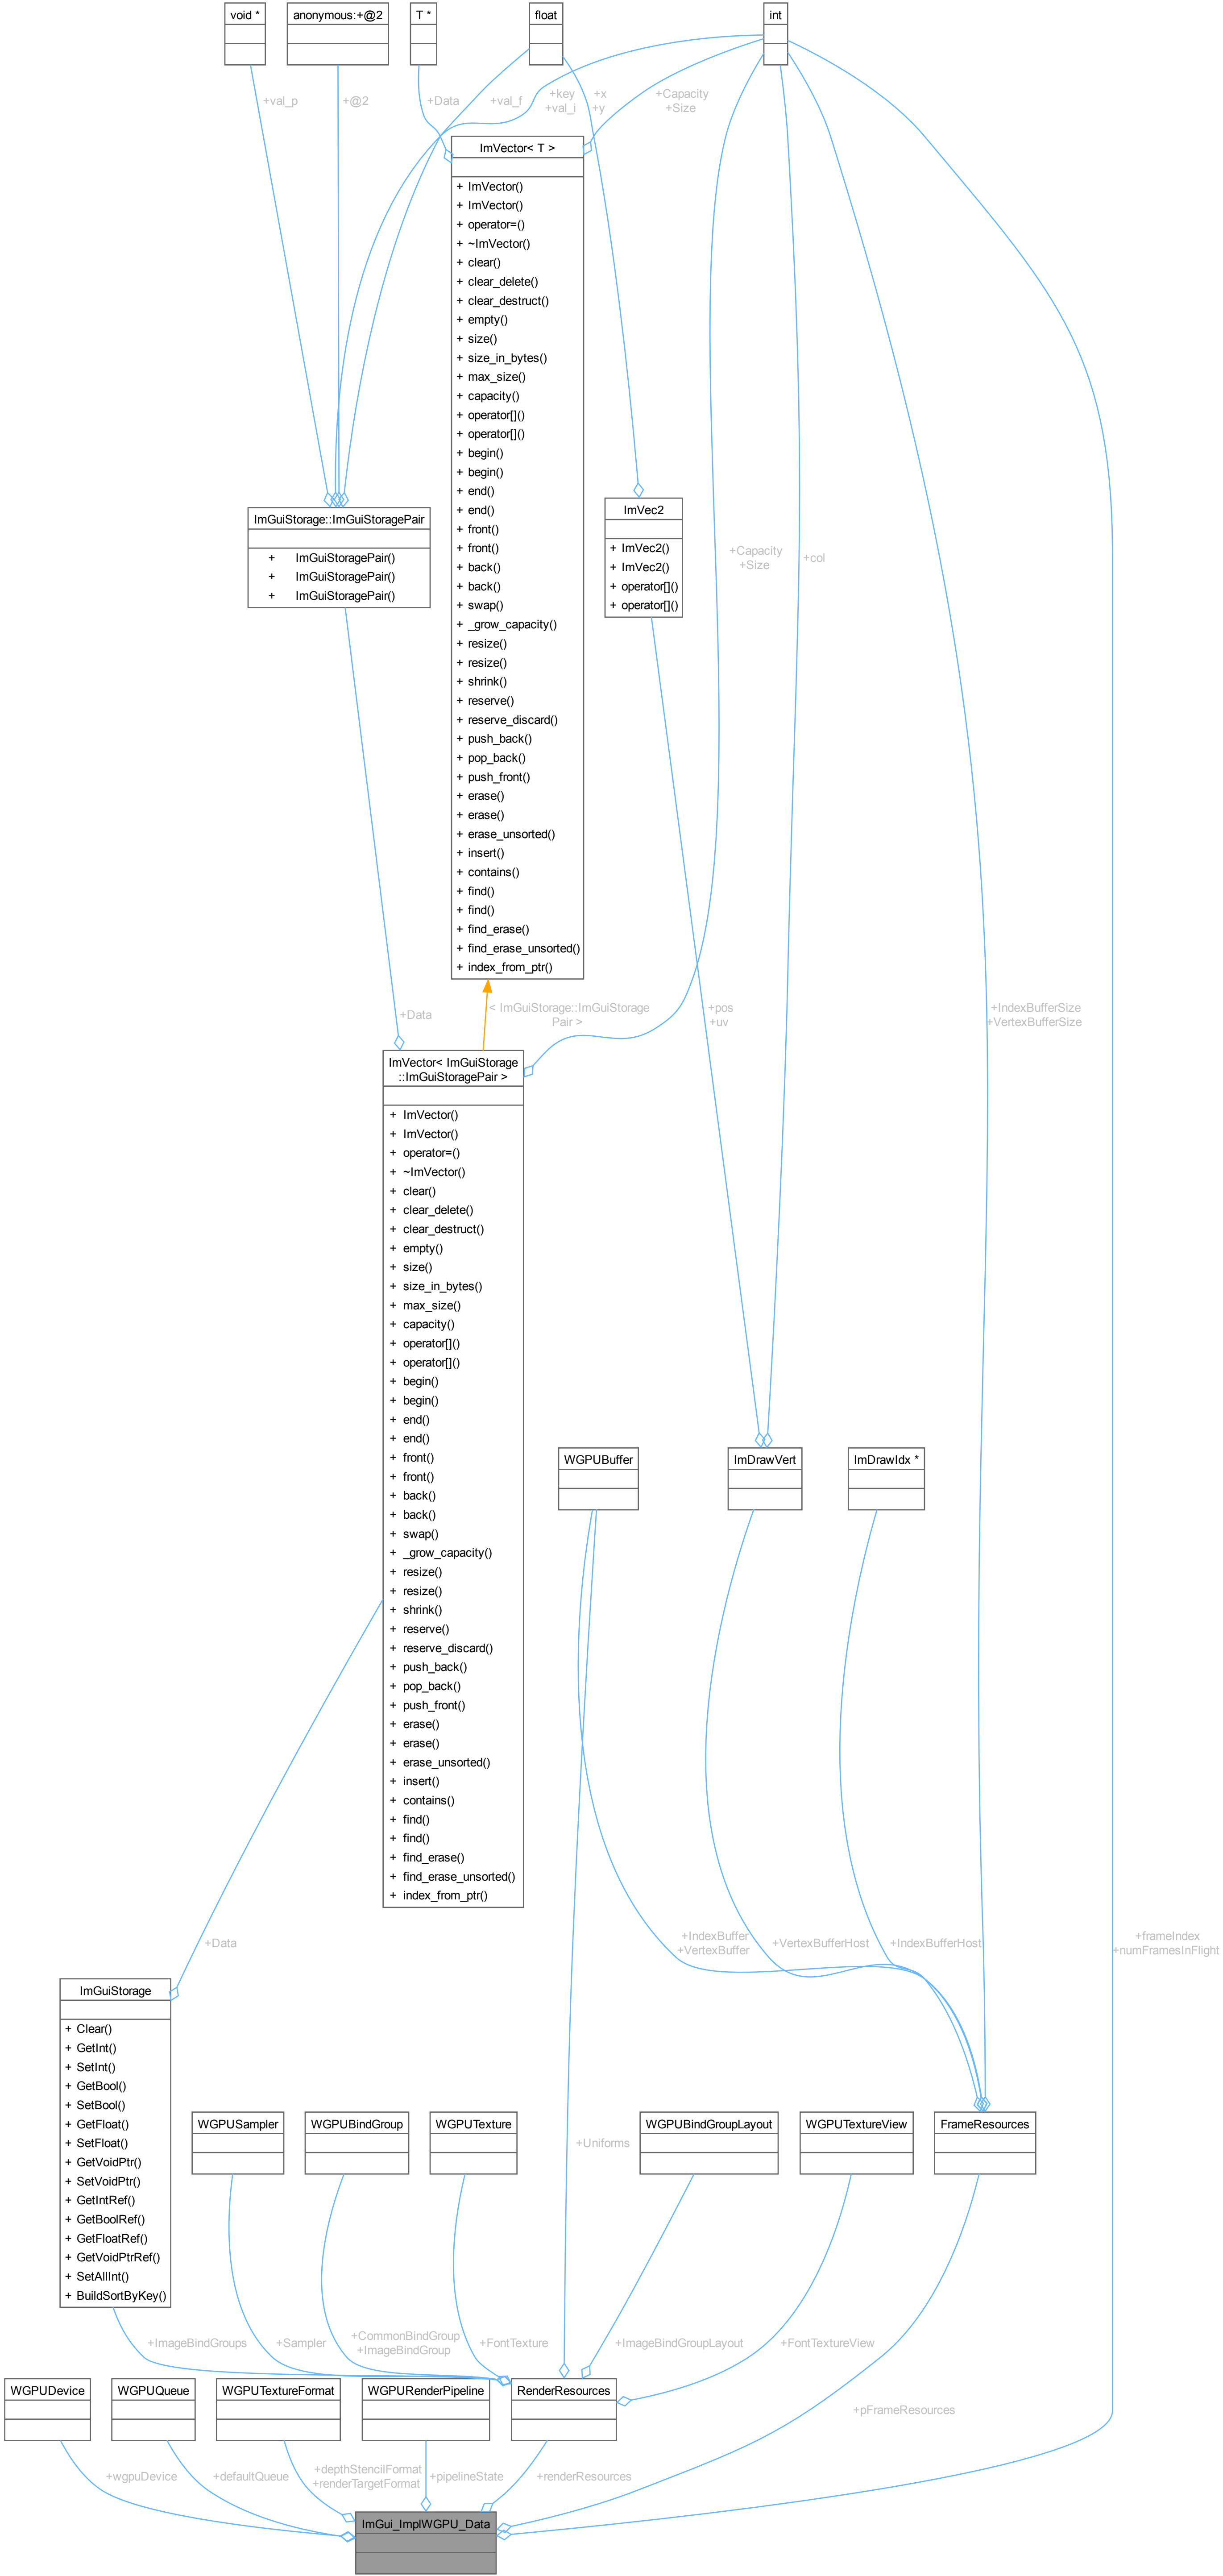 void *
anonymous:+@2
T *
float
int
+val_p
+@2
+Data
+val_f
+key
+val_i
+x
+y
+Capacity
+Size
ImVector< T >
+ ImVector()
+ ImVector()
+ operator=()
+ ~ImVector()
+ clear()
+ clear_delete()
+ clear_destruct()
+ empty()
+ size()
+ size_in_bytes()
+ max_size()
+ capacity()
+ operator[]()
+ operator[]()
+ begin()
+ begin()
+ end()
+ end()
+ front()
+ front()
+ back()
+ back()
+ swap()
+ _grow_capacity()
+ resize()
+ resize()
+ shrink()
+ reserve()
+ reserve_discard()
+ push_back()
+ pop_back()
+ push_front()
+ erase()
+ erase()
+ erase_unsorted()
+ insert()
+ contains()
+ find()
+ find()
+ find_erase()
+ find_erase_unsorted()
+ index_from_ptr()
ImGuiStorage::ImGuiStoragePair
+ ImGuiStoragePair()
+ ImGuiStoragePair()
+ ImGuiStoragePair()
ImVec2
+ ImVec2()
+ ImVec2()
+ operator[]()
+ operator[]()
+Capacity
+Size
+col
+Data
< ImGuiStorage::ImGuiStorage
Pair >
+pos
+uv
+IndexBufferSize
+VertexBufferSize
ImVector< ImGuiStorage
::ImGuiStoragePair >
+ ImVector()
+ ImVector()
+ operator=()
+ ~ImVector()
+ clear()
+ clear_delete()
+ clear_destruct()
+ empty()
+ size()
+ size_in_bytes()
+ max_size()
+ capacity()
+ operator[]()
+ operator[]()
+ begin()
+ begin()
+ end()
+ end()
+ front()
+ front()
+ back()
+ back()
+ swap()
+ _grow_capacity()
+ resize()
+ resize()
+ shrink()
+ reserve()
+ reserve_discard()
+ push_back()
+ pop_back()
+ push_front()
+ erase()
+ erase()
+ erase_unsorted()
+ insert()
+ contains()
+ find()
+ find()
+ find_erase()
+ find_erase_unsorted()
+ index_from_ptr()
WGPUBuffer
ImDrawVert
ImDrawIdx *
+Data
+IndexBuffer
+VertexBuffer
+VertexBufferHost
+IndexBufferHost
+frameIndex
+numFramesInFlight
ImGuiStorage
+ Clear()
+ GetInt()
+ SetInt()
+ GetBool()
+ SetBool()
+ GetFloat()
+ SetFloat()
+ GetVoidPtr()
+ SetVoidPtr()
+ GetIntRef()
+ GetBoolRef()
+ GetFloatRef()
+ GetVoidPtrRef()
+ SetAllInt()
+ BuildSortByKey()
WGPUSampler
WGPUBindGroup
WGPUTexture
+Uniforms
WGPUBindGroupLayout
WGPUTextureView
FrameResources
+ImageBindGroups
+Sampler
+CommonBindGroup
+ImageBindGroup
+FontTexture
+ImageBindGroupLayout
+FontTextureView
WGPUDevice
WGPUQueue
WGPUTextureFormat
WGPURenderPipeline
RenderResources
+pFrameResources
+wgpuDevice
+defaultQueue
+depthStencilFormat
+renderTargetFormat
+pipelineState
+renderResources
ImGui_ImplWGPU_Data